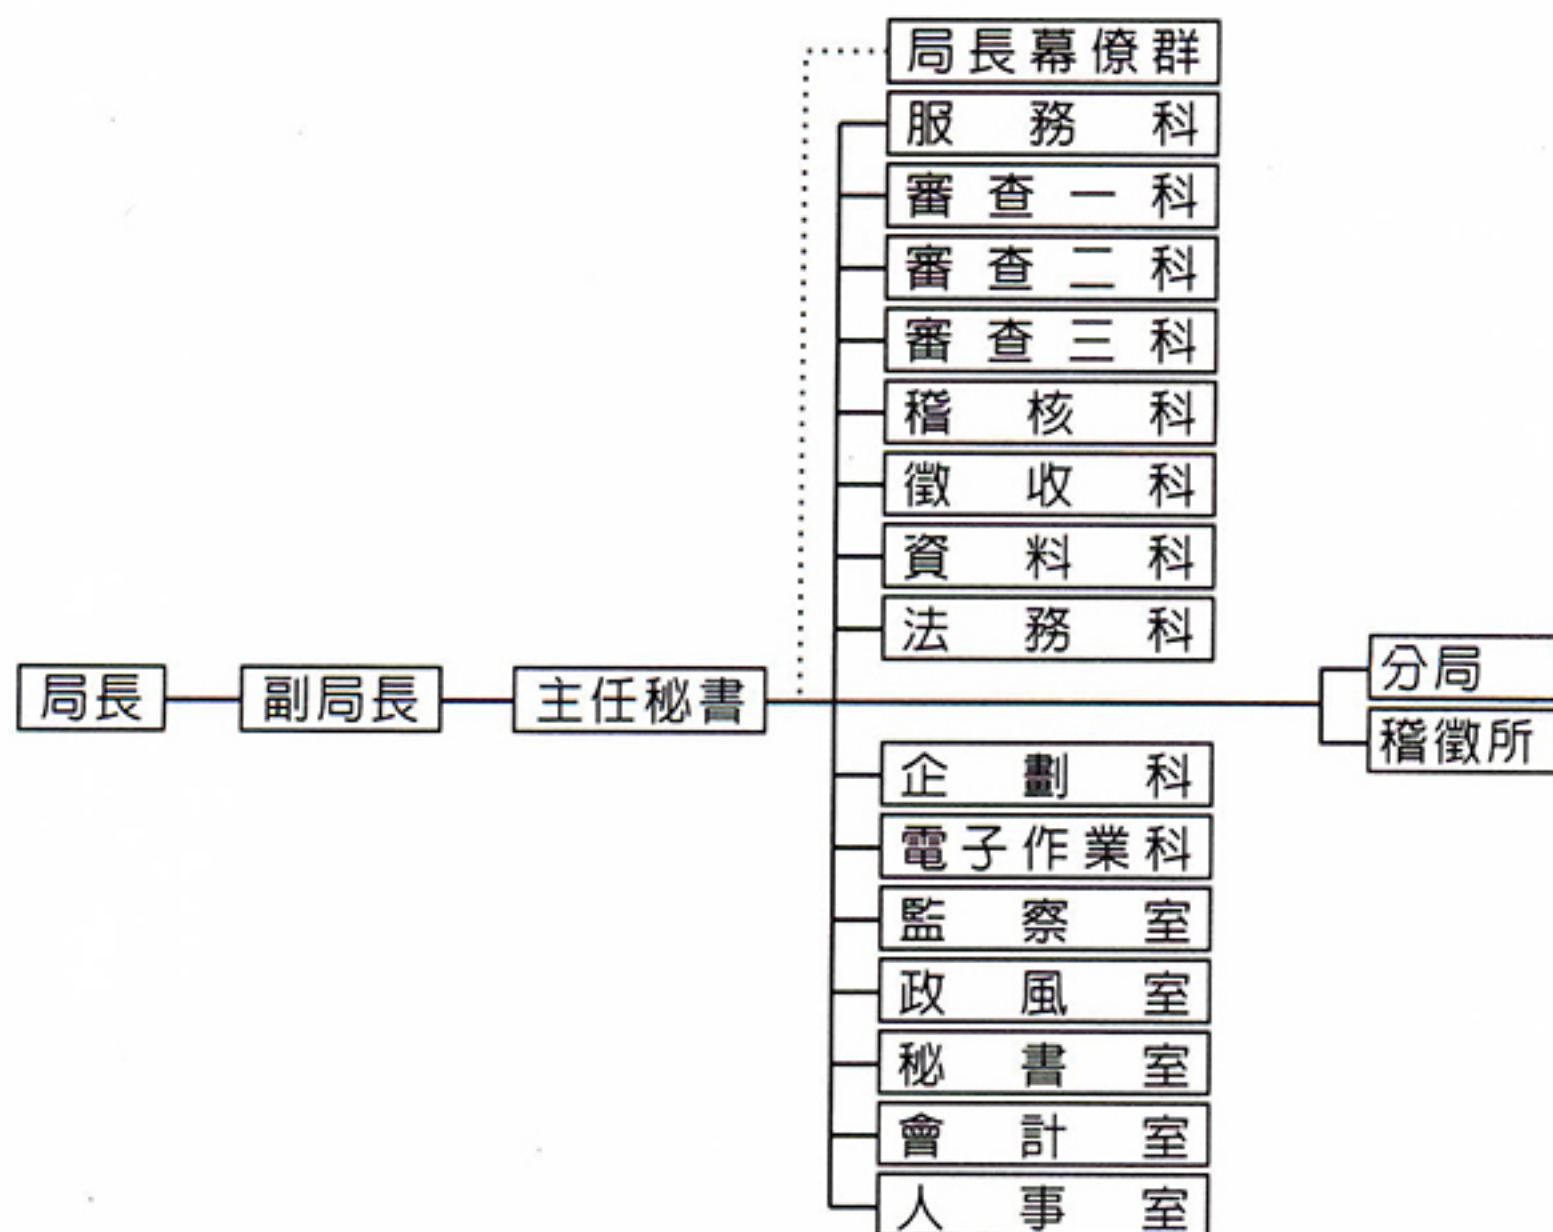 局長幕僚群
服務科
審查一科
審查二科
審查三科
稽核科
徵收科
資料科
法務科
局長
副局長
主任秘書
分局
稽徵所
企劃科
電子作業科
監察室
政風室
秘書室
會計室
人事室